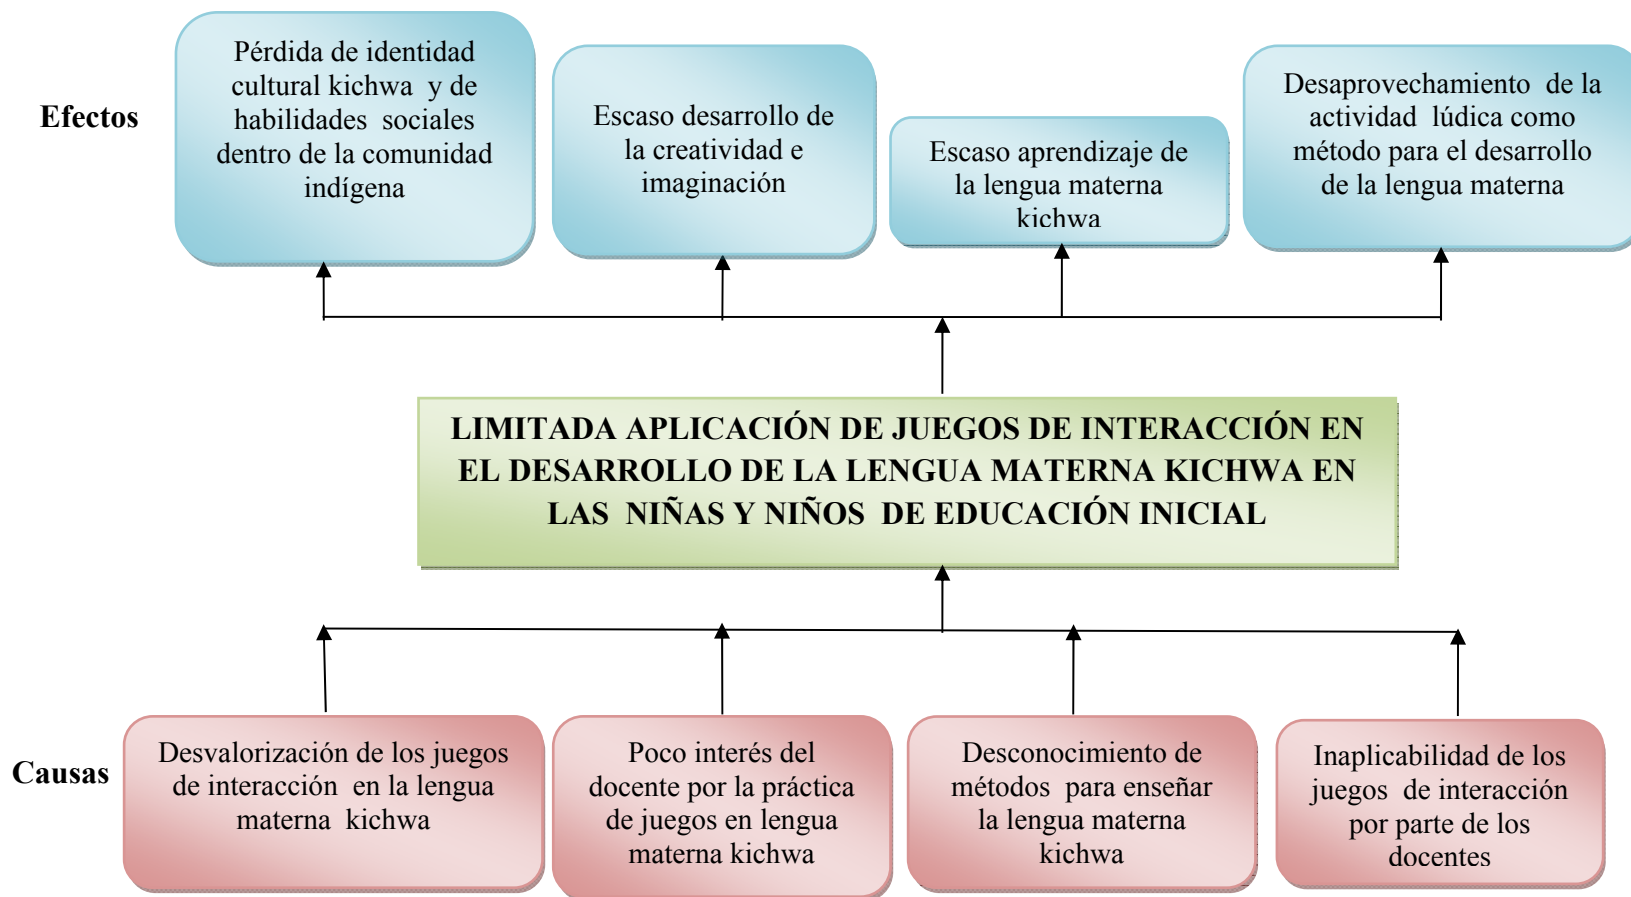 Efectos
Pérdida de identidad
cultural kichwa y de
habilidades sociales
dentro de la comunidad
indígena
Escaso desarrollo de
la creatividad e
imaginación
Escaso aprendizaje de
la lengua materna
kichwa
Desaprovechamiento de la
actividad lúdica como
método para el desarrollo
de la lengua materna
LIMITADA APLICACIÓN DE JUEGOS DE INTERACCIÓN EN
EL DESARROLLO DE LA LENGUA MATERNA KICHWA EN
LAS NIÑAS Y NIÑOS DE EDUCACIÓN INICIAL
Causas
Desvalorización de los juegos
de interacción en la lengua
materna kichwa
Poco interés del
docente por la práctica
de juegos en lengua
materna kichwa
Desconocimiento de
métodos para enseñar
la lengua materna
kichwa
Inaplicabilidad de los
juegos de interacción
por parte de los
docentes